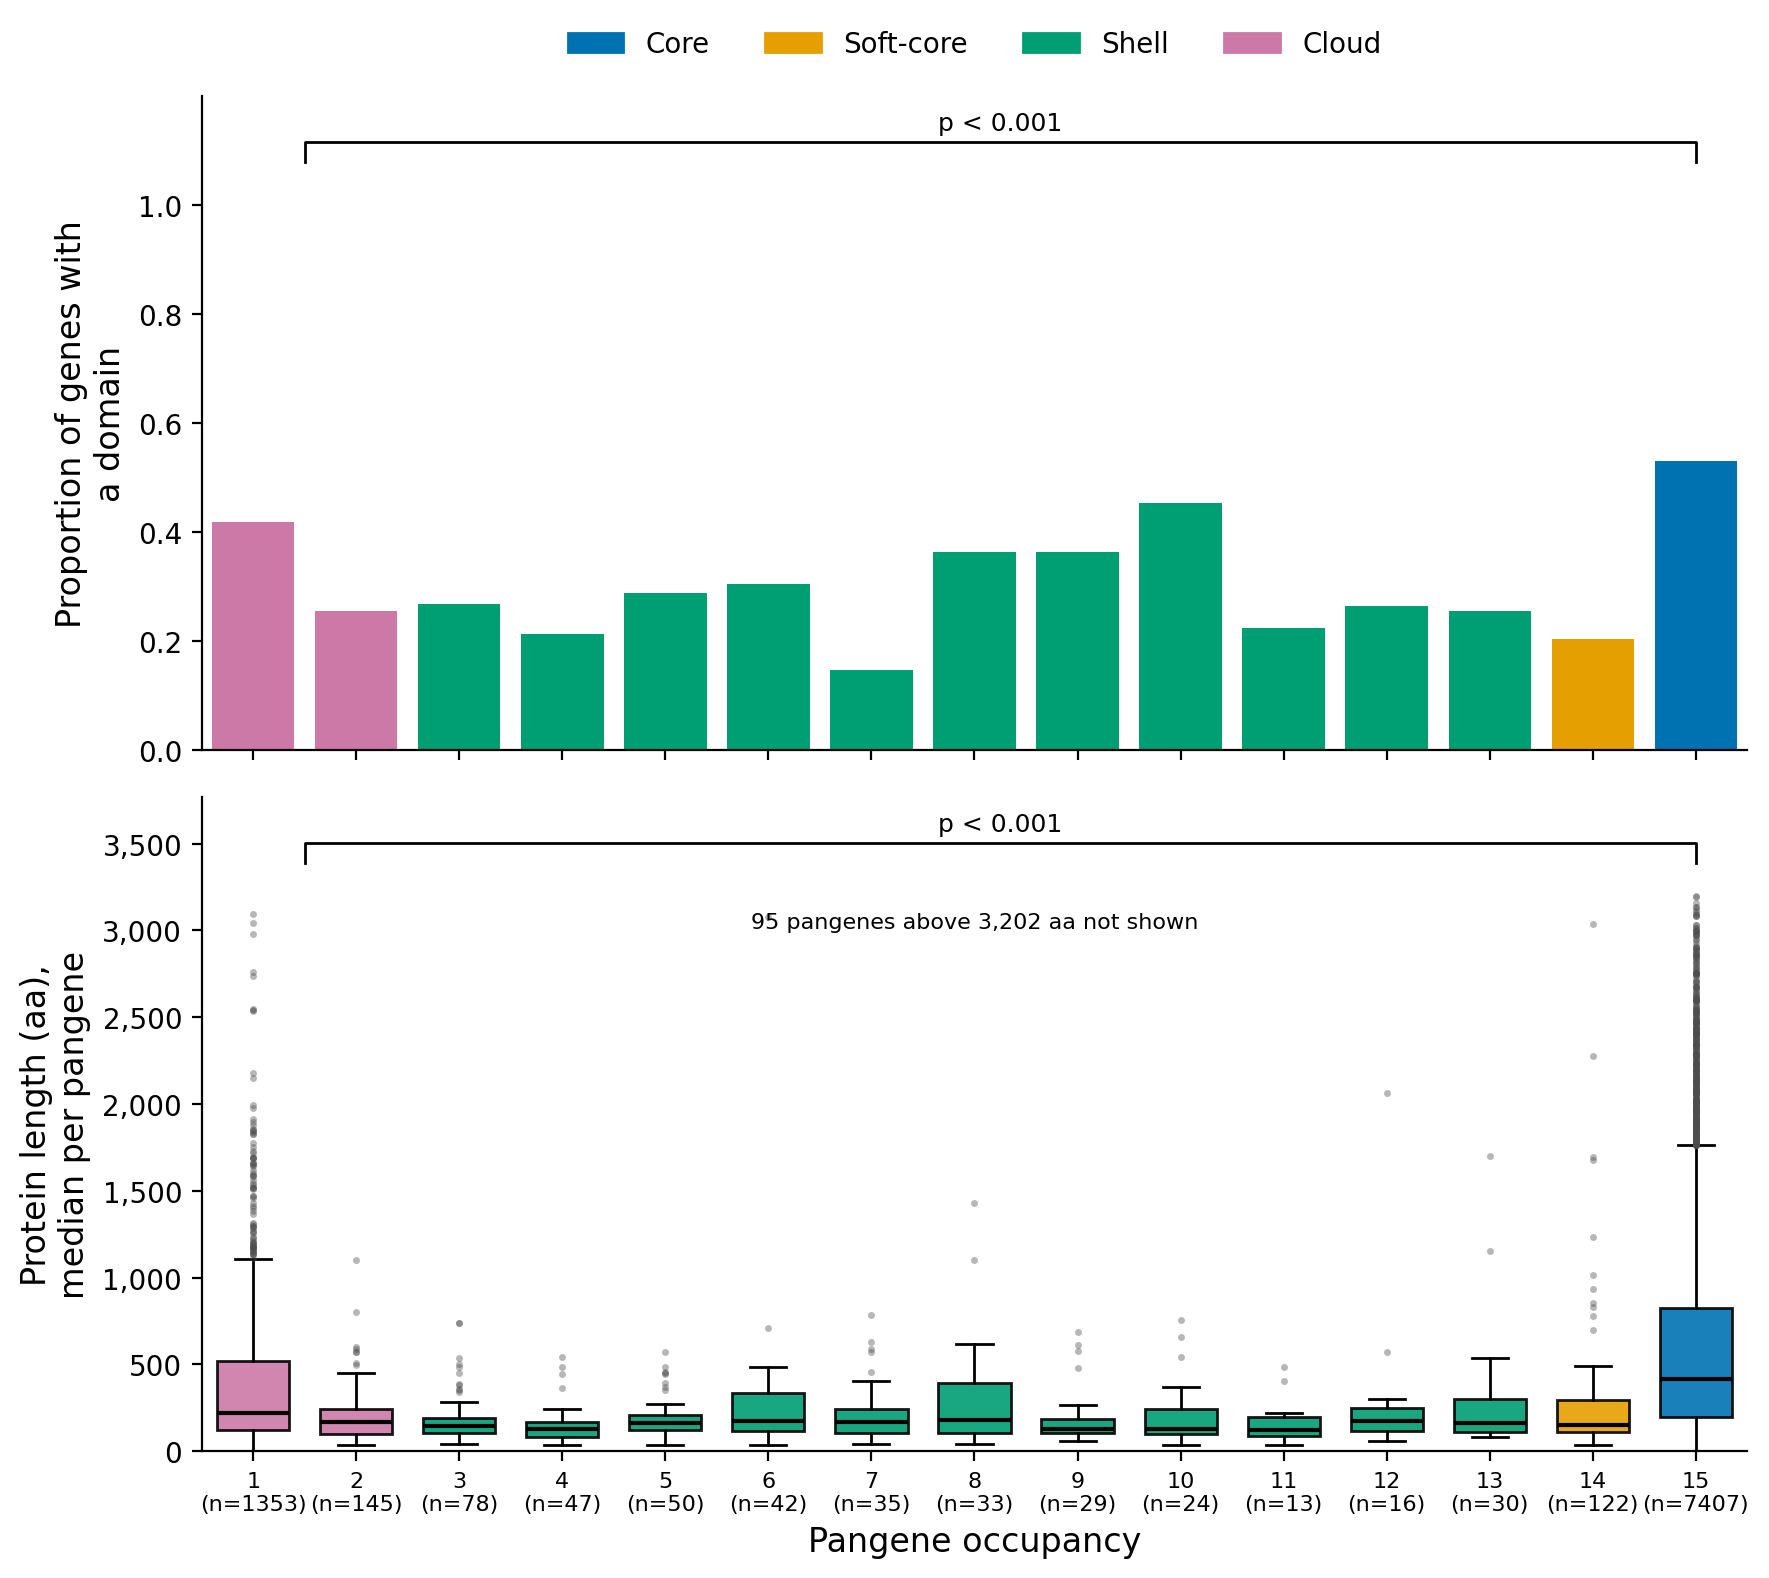 Core Soft-core Shell Cloud
p < 0.001
1.0
0.8
0.6
0.4
0.2
0.0
Proportion of genes with
a domain
p < 0.001
95 pangenes above 3,202 aa not shown
3,500
3,000
2,500
2,000
1,500
1,000
500
0
Protein length (aa),
median per pangene
1 2 3 4 5 6 7 8 9 10 11 12 13 14 15
(n=1353) (n=145) (n=78) (n=47) (n=50) (n=42) (n=35) (n=33) (n=29) (n=24) (n=13) (n=16) (n=30) (n=122) (n=7407)
Pangene occupancy